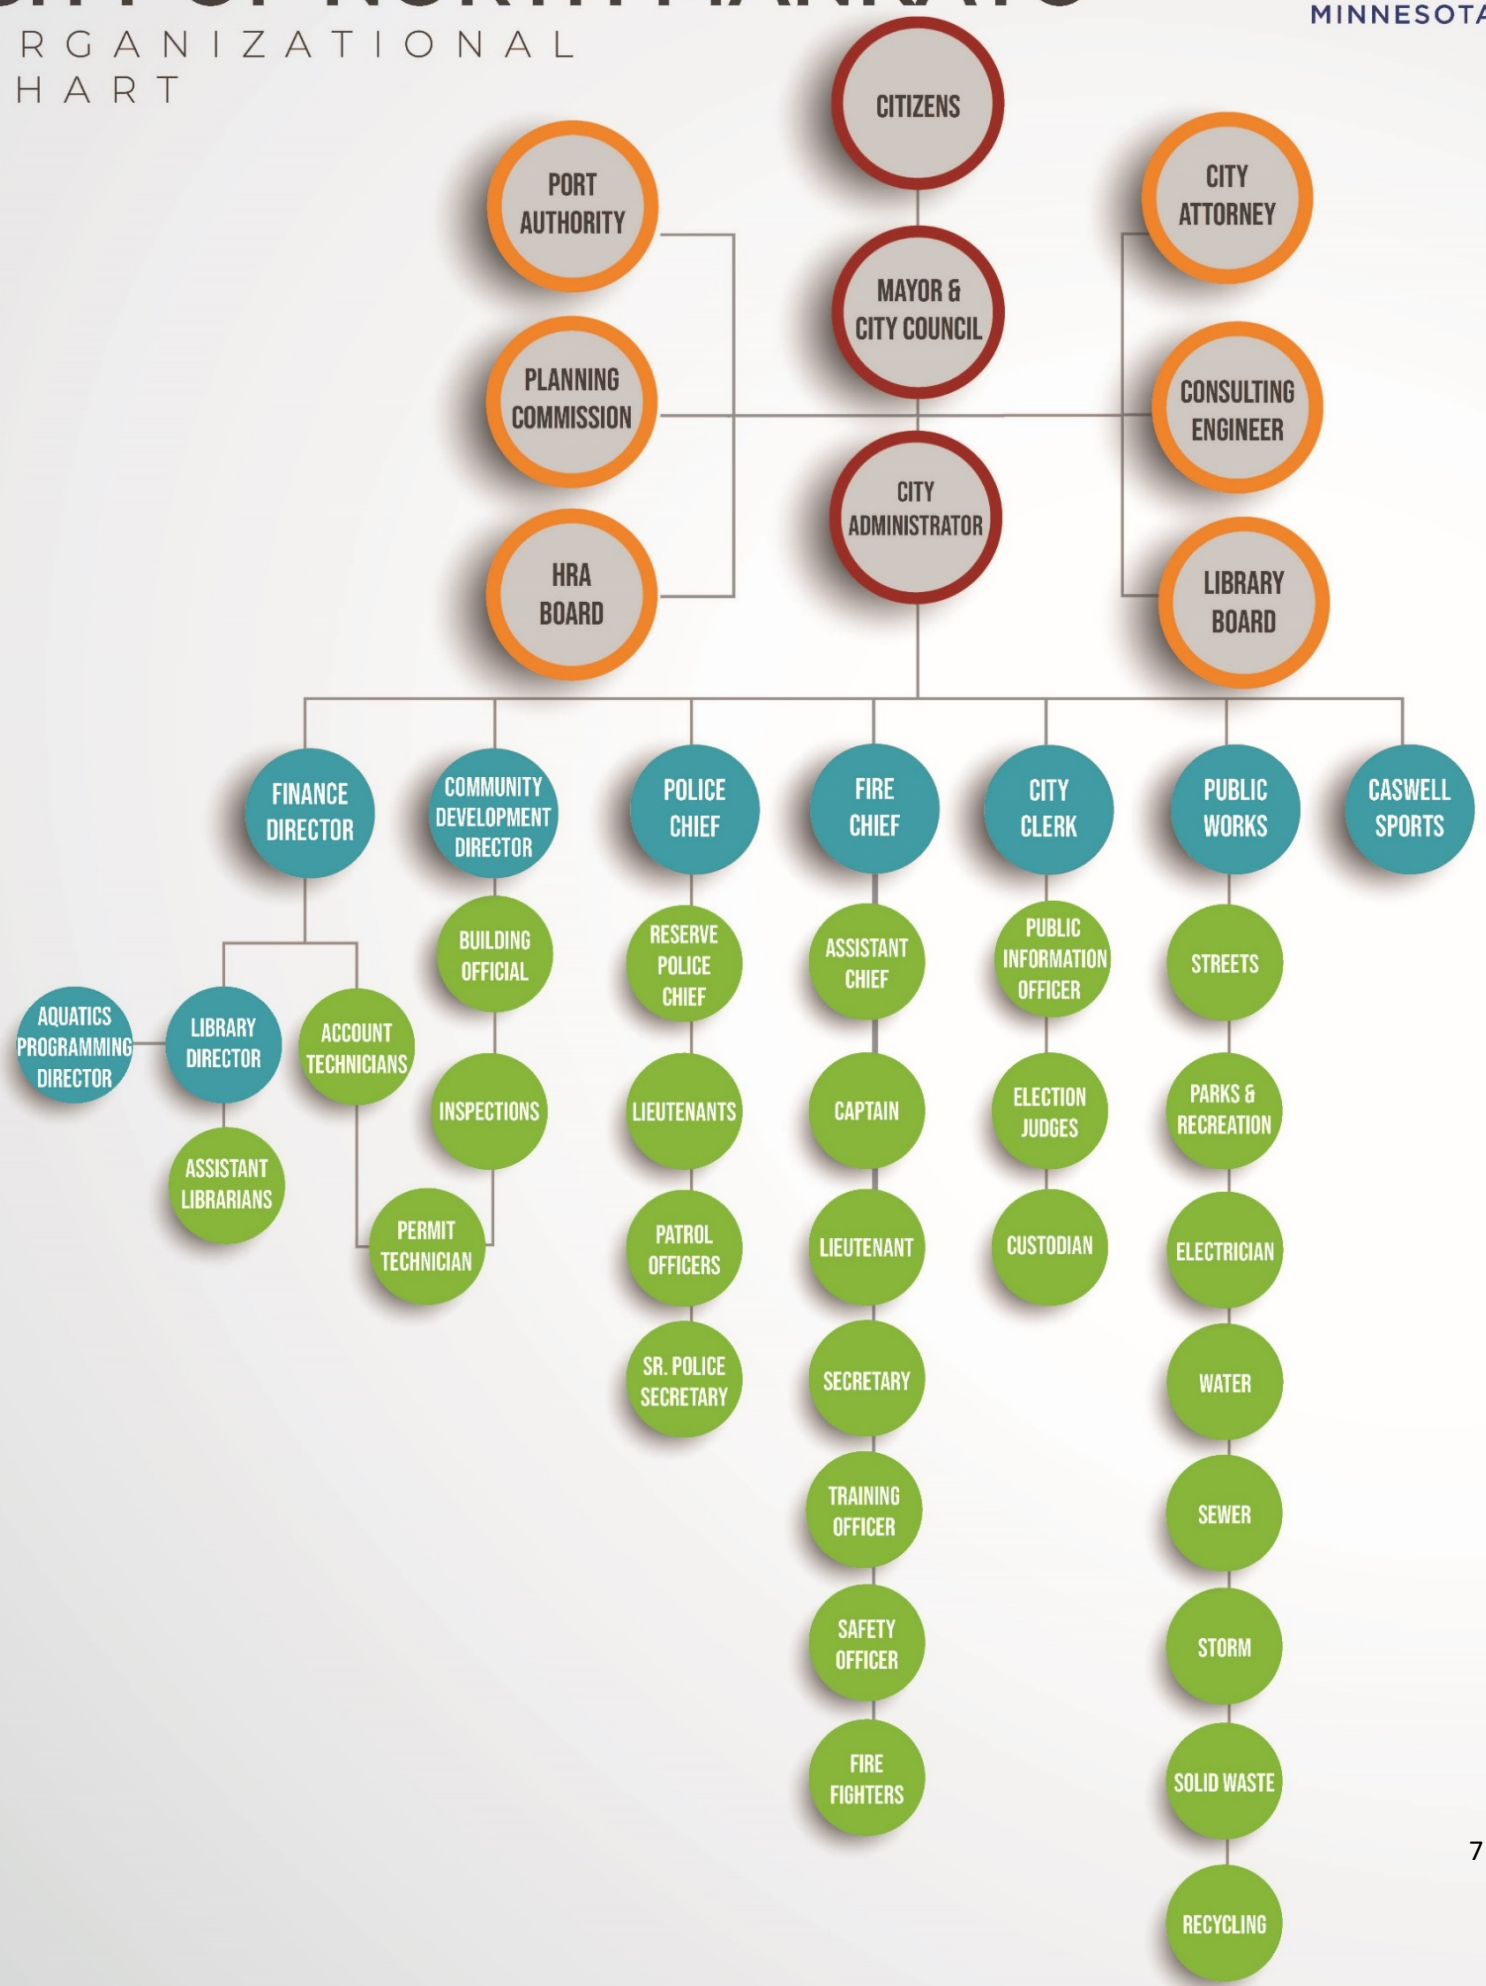 RGANIZATIONAL
HART
MINNESOTA
CITIZENS
PORT
AUTHORITY
CITY
ATTORNEY
MAYOR &
CITY COUNCIL
PLANNING
COMMISSION
CONSULTING
ENGINEER
CITY
ADMINISTRATOR
HRA
BOARD
LIBRARY
BOARD
FINANCE
DIRECTOR
COMMUNITY
DEVELOPMENT
DIRECTOR
POLICE
CHIEF
FIRE
CHIEF
CITY
CLERK
PUBLIC
WORKS
CASWELL
SPORTS
AQUATICS
PROGRAMMING
DIRECTOR
LIBRARY
DIRECTOR
ACCOUNT
TECHNICIANS
ASSISTANT
LIBRARIANS
BUILDING
OFFICIAL
INSPECTIONS
PERMIT
TECHNICIAN
RESERVE
POLICE
CHIEF
LIEUTENANTS
PATROL
OFFICERS
SR. POLICE
SECRETARY
ASSISTANT
CHIEF
CAPTAIN
LIEUTENANT
SECRETARY
TRAINING
OFFICER
SAFETY
OFFICER
FIRE
FIGHTERS
PUBLIC
INFORMATION
OFFICER
ELECTION
JUDGES
CUSTODIAN
STREETS
PARKS &
RECREATION
ELECTRICIAN
WATER
SEWER
STORM
SOLID WASTE
RECYCLING
7